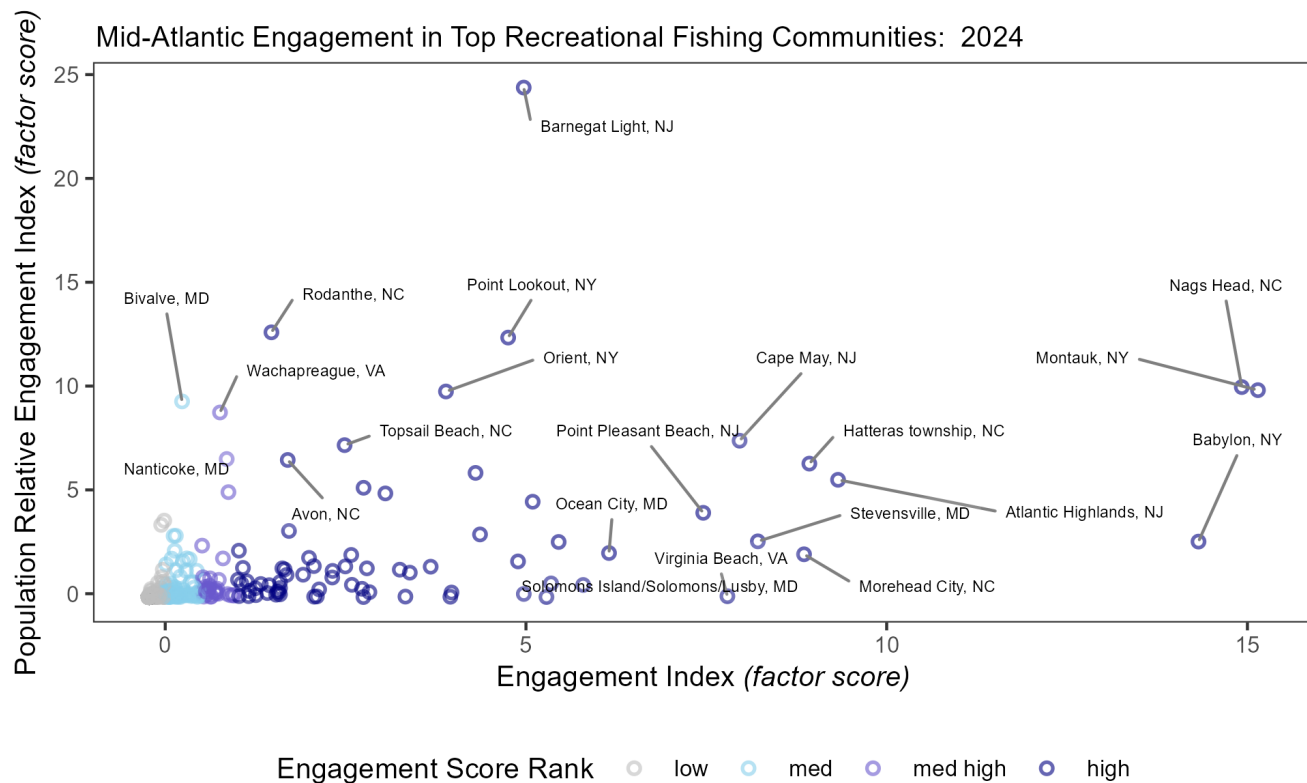 Mid-Atlantic Engagement in Top Recreational Fishing Communities:  2024
Population Relative Engagement Index (factor score)
25
20
15
10
5
0
Barnegat Light, NJ
Point Lookout, NY
Nags Head, NC
Bivalve, MD
Rodanthe, NC
Orient, NY
Cape May, NJ
Montauk, NY
Wachapreague, VA
Topsail Beach, NC
Point Pleasant Beach, NJ
Hatteras township, NC
Babylon, NY
Nanticoke, MD
Avon, NC
Ocean City, MD
Stevensville, MD
Atlantic Highlands, NJ
Virginia Beach, VA
Solomons Island/Solomons/Lusby, MD
Morehead City, NC
0
5
10
15
Engagement Index (factor score)
Engagement Score Rank
low
med
med high
high